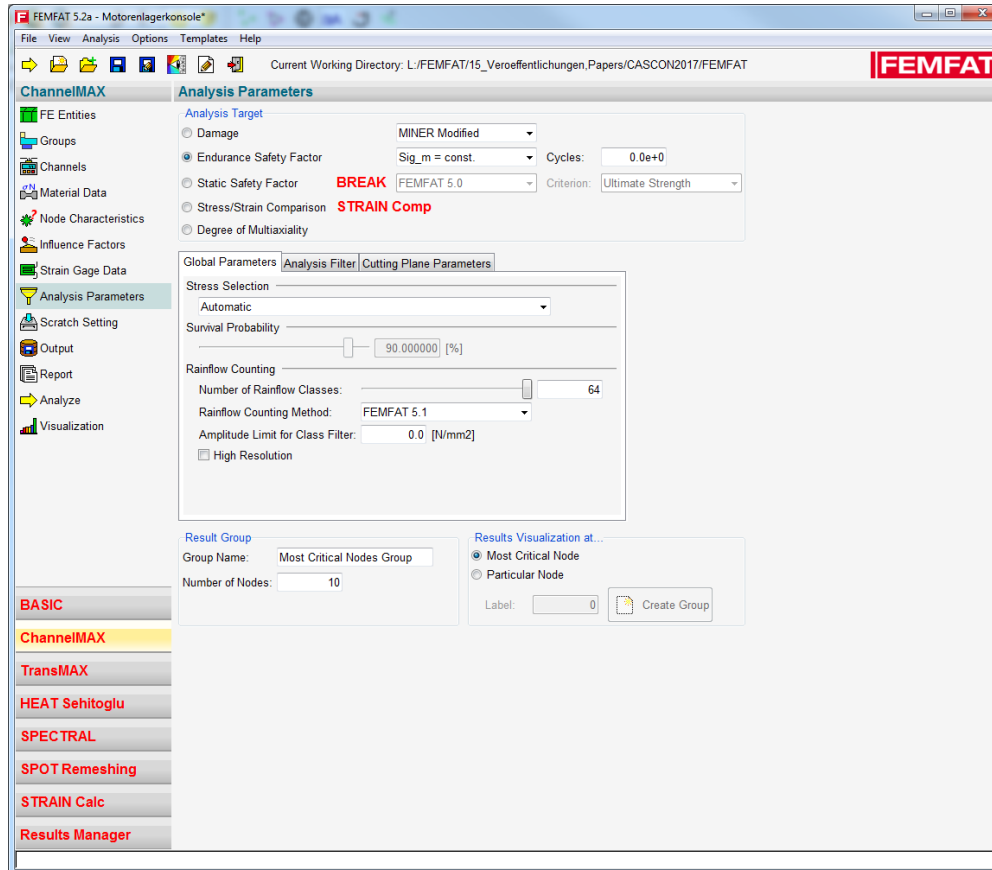 FEMFAT 5.2a - Motorenlagerkonsole*
File View Analysis Options Templates Help
Current Working Directory: L:/FEMFAT/15_Veroeffentlichungen,Papers/CASCON2017/FEMFAT
FEMFAT
ChannelMAX
FE Entities
Groups
Channels
Material Data
Node Characteristics
Influence Factors
Strain Gage Data
Analysis Parameters
Scratch Setting
Output
Report
Analyze
Visualization
BASIC
ChannelMAX
TransMAX
HEAT Sehitoglu
SPECTRAL
SPOT Remeshing
STRAIN Calc
Results Manager
Analysis Parameters
Analysis Target
Damage MINER Modified
Endurance Safety Factor Sig_m = const. Cycles: 0.0e+0
Static Safety Factor BREAK FEMFAT 5.0 Criterion: Ultimate Strength
Stress/Strain Comparison STRAIN Comp
Degree of Multiaxiality
Global Parameters Analysis Filter Cutting Plane Parameters
Stress Selection
Automatic
Survival Probability
90.000000 [%]
Rainflow Counting
Number of Rainflow Classes: 64
Rainflow Counting Method: FEMFAT 5.1
Amplitude Limit for Class Filter: 0.0 [N/mm2]
High Resolution
Result Group
Group Name: Most Critical Nodes Group
Number of Nodes: 10
Results Visualization at...
Most Critical Node
Particular Node
Label: 0 Create Group